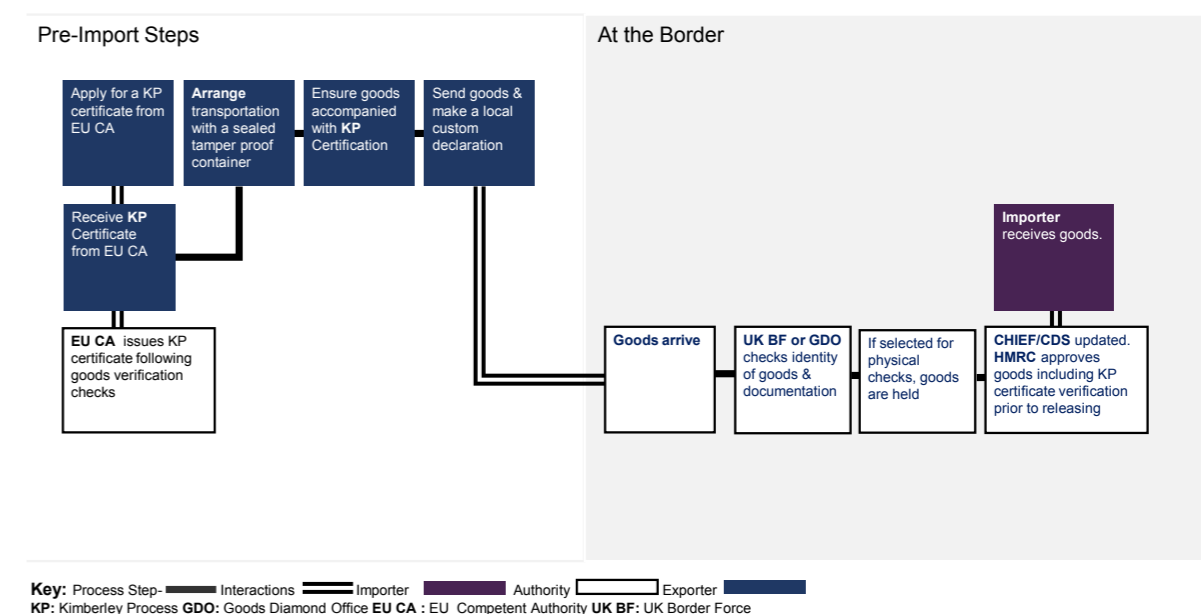 Pre-Import Steps
At the Border
Apply for a KP
certificate from
EU CA
Arrange
transportation
with a sealed
tamper proof
container
Ensure goods
accompanied
with KP
Certification
Send goods &
make a local
custom
declaration
Receive KP
Certificate
from EU CA
Importer
receives goods.
EU CA issues KP
certificate following
goods verification
checks
Goods arrive
UK BF or GDO
checks identity
of goods &
documentation
If selected for
physical
checks, goods
are held
CHIEF/CDS updated.
HMRC approves
goods including KP
certificate verification
prior to releasing
Key: Process Step- Interactions Importer Authority Exporter
KP: Kimberley Process GDO: Goods Diamond Office EU CA : EU Competent Authority UK BF: UK Border Force